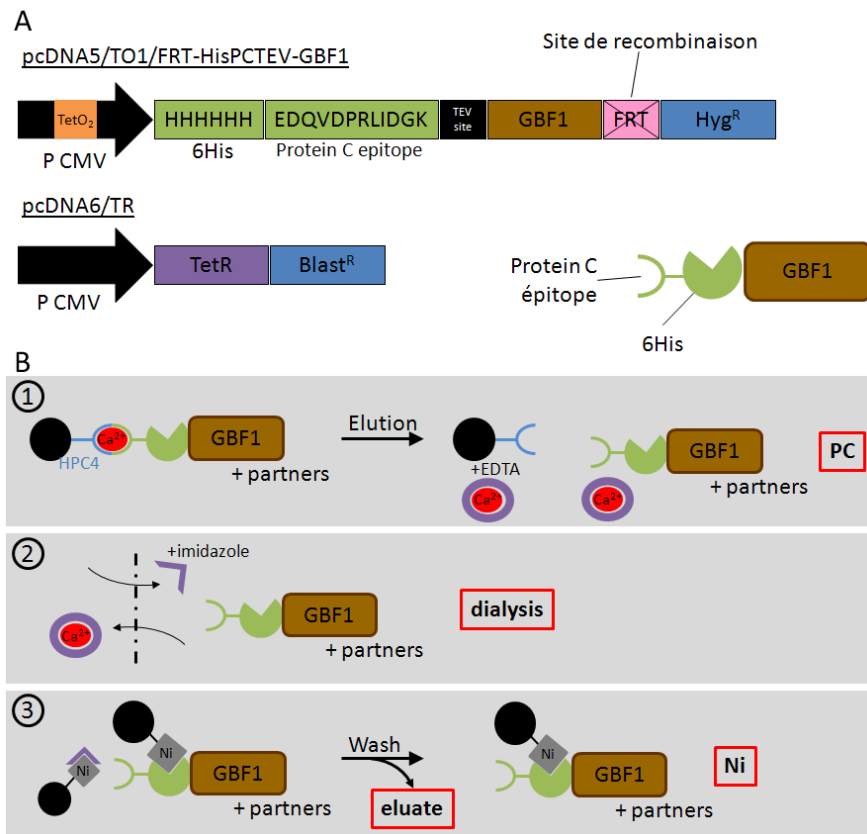 A
pcDNA5/TO1/FRT-HisPCTEV-GBF1
Site de recombinaison
TetO2
HHHHHH
EDQVDPRLIDGK
TEV
site
GBF1
FRT
HygR
P CMV
6His
Protein C epitope
pcDNA6/TR
TetR
BlastR
P CMV
Protein C
épitope
GBF1
6His
B
1
Ca2+
HPC4
GBF1
+ partners
Elution
+EDTA
Ca2+
Ca2+
GBF1
+ partners
PC
2
+imidazole
Ca2+
GBF1
+ partners
dialysis
3
Ni
Ni
GBF1
+ partners
Wash
eluate
Ni
GBF1
+ partners
Ni